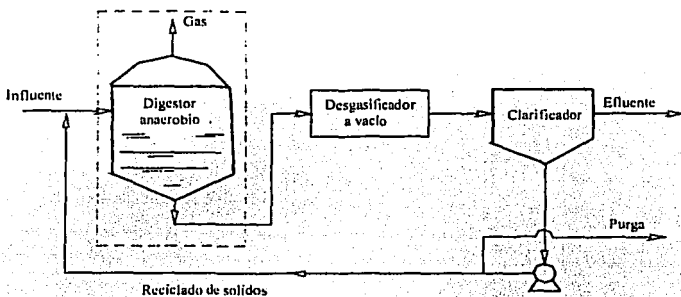 Gas
Influente
Digestor
anaerobio
Desgasificador
a vacío
Clarificador
Efluente
Purga
Reciclado de solidos